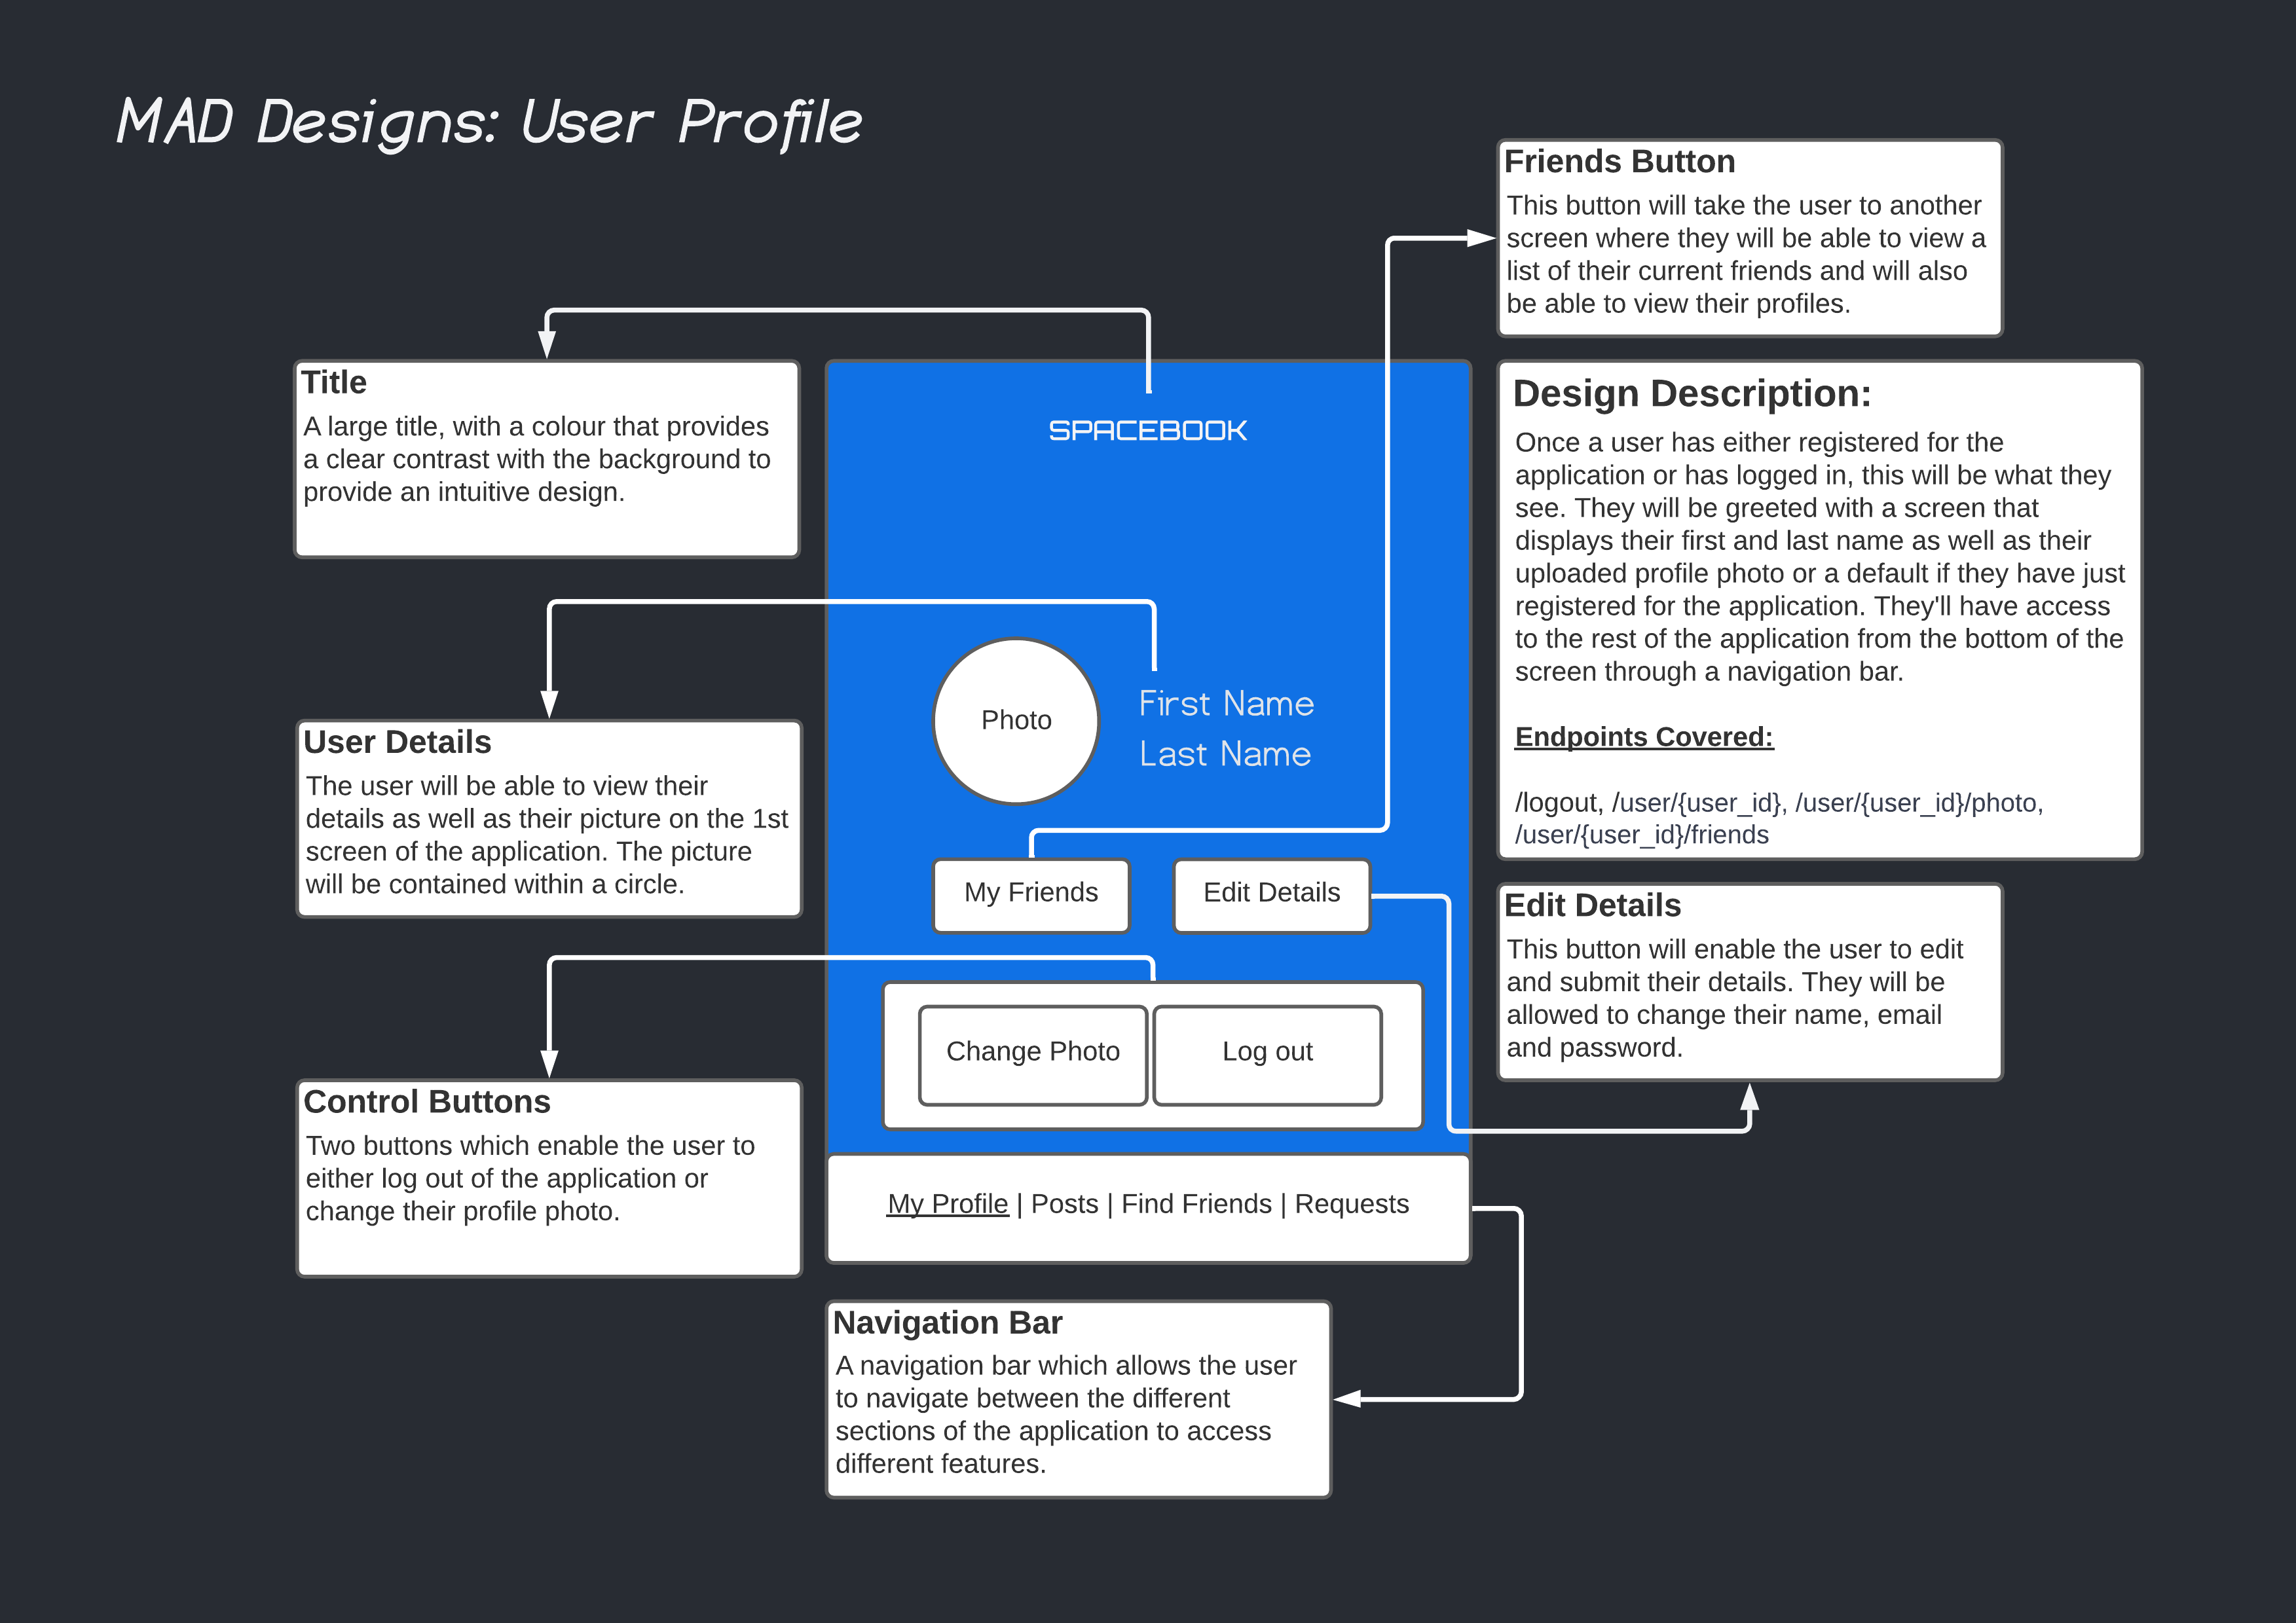 MAD Designs: User Profile
Friends Button
This button will take the user to another
screen where they will be able to view a
list of their current friends and will also
be able to view their profiles.
Title
A large title, with a colour that provides
a clear contrast with the background to
provide an intuitive design.
SPACEBOOK
Design Description:
Once a user has either registered for the
application or has logged in, this will be what they
see. They will be greeted with a screen that
displays their first and last name as well as their
uploaded profile photo or a default if they have just
registered for the application. They'll have access
to the rest of the application from the bottom of the
screen through a navigation bar.
Endpoints Covered:
/logout, /user/{user_id}, /user/{user_id}/photo,
/user/{user_id}/friends
User Details
The user will be able to view their
details as well as their picture on the 1st
screen of the application. The picture
will be contained within a circle.
Photo
First Name
Last Name
My Friends
Edit Details
Edit Details
This button will enable the user to edit
and submit their details. They will be
allowed to change their name, email
and password.
Change Photo
Log out
Control Buttons
Two buttons which enable the user to
either log out of the application or
change their profile photo.
My Profile | Posts | Find Friends | Requests
Navigation Bar
A navigation bar which allows the user
to navigate between the different
sections of the application to access
different features.